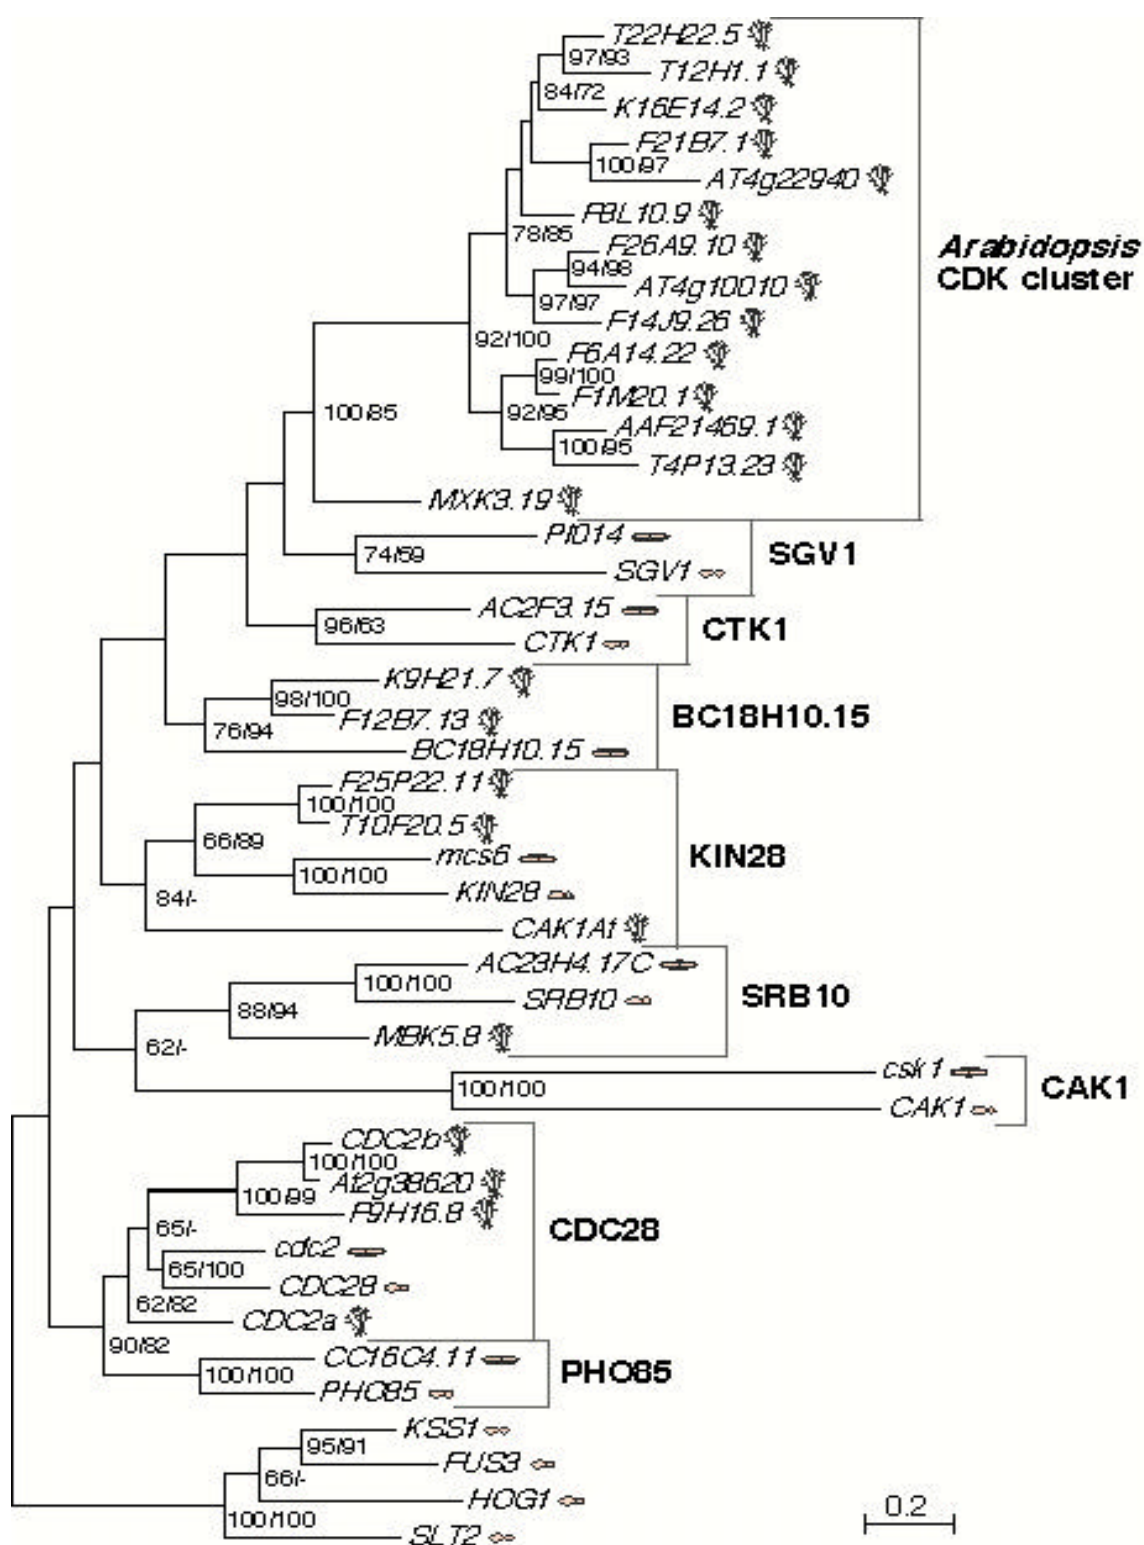 T22H22.5
97/93
T12H1.1
84/72
K16E14.2
F21B7.1
100/97
AT4g22940
F8L10.9
78/85
F26A9.10
94/98
AT4g10010
97/97
F14J9.26
92/100
F6A14.22
99/100
F1M20.1
92/95
AAF21469.1
100/95
T4P13.23
100/85
MXK3.19
Arabidopsis
CDK cluster
PI014
74/59
SGV1
SGV1
AC2F3.15
96/63
CTK1
CTK1
K9H21.7
98/100
F12B7.13
76/94
BC18H10.15
BC18H10.15
F25P22.11
100/100
T10F20.5
66/89
mcs6
100/100
KIN28
84/-
CAK1At
KIN28
AC23H4.17C
100/100
SRB10
88/94
MBK5.8
SRB10
62/-
csk1
100/100
CAK1
CAK1
CDC2b
100/100
At2g38620
100/99
F9H16.8
65/-
cdc2
65/100
CDC28
62/82
CDC2a
CDC28
90/82
CC16C4.11
100/100
PHO85
PHO85
KSS1
95/91
FUS3
66/-
HOG1
100/100
SLT2
0.2